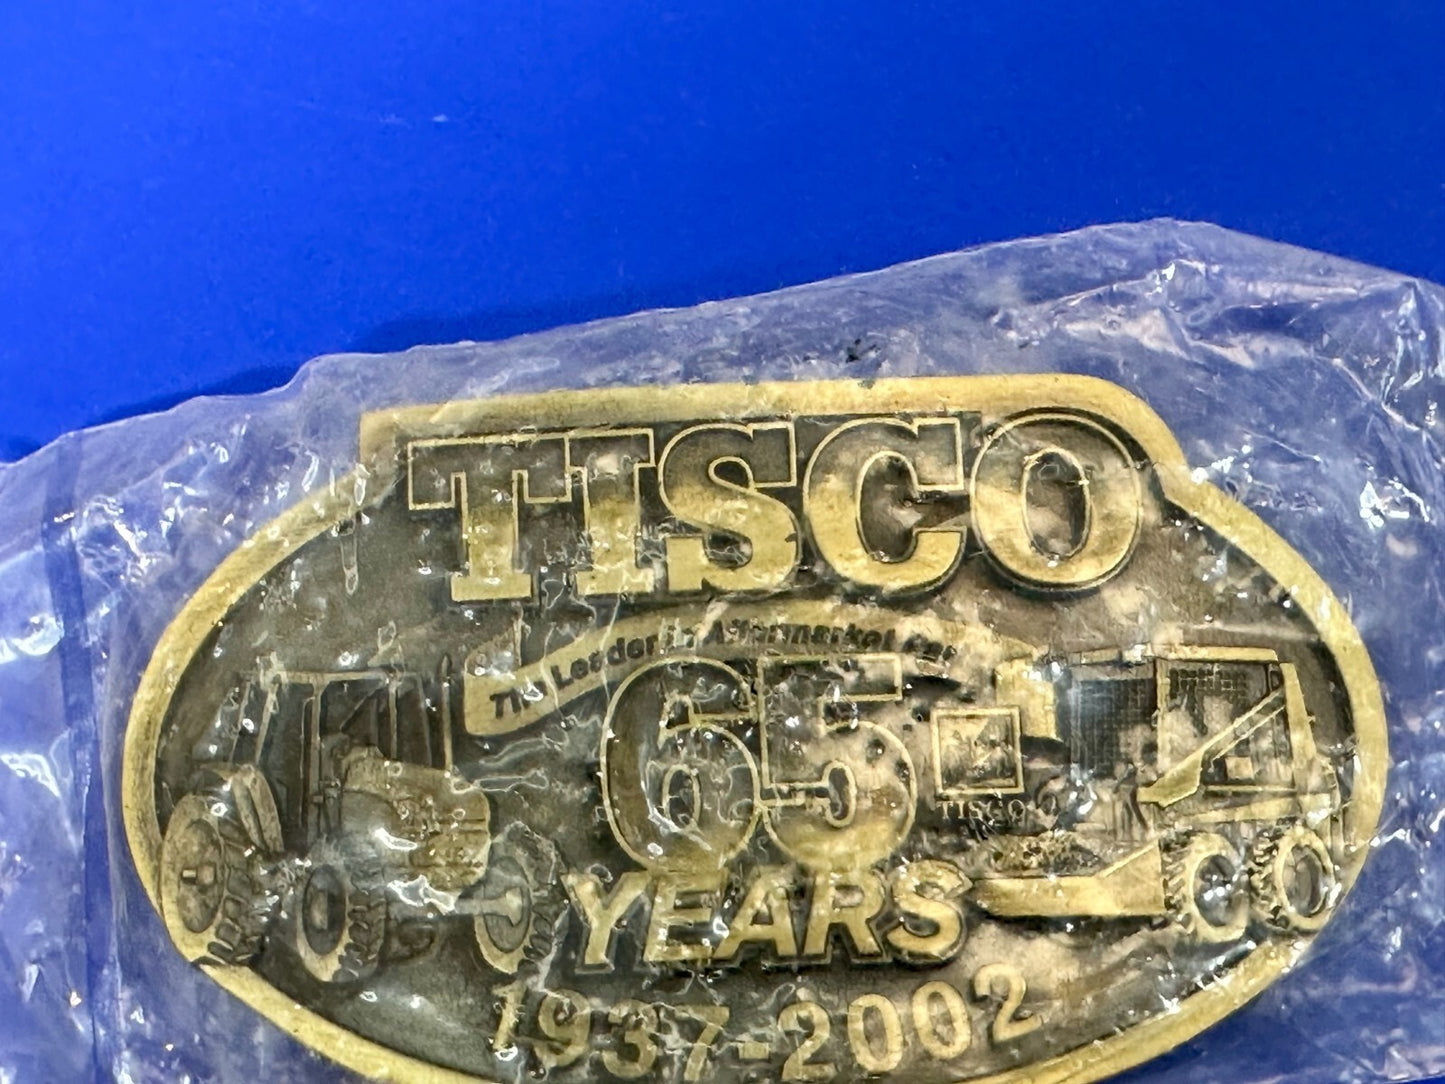 TISCO
The Leader in Aftermarket
65
TISCO
YEARS
1937-2002